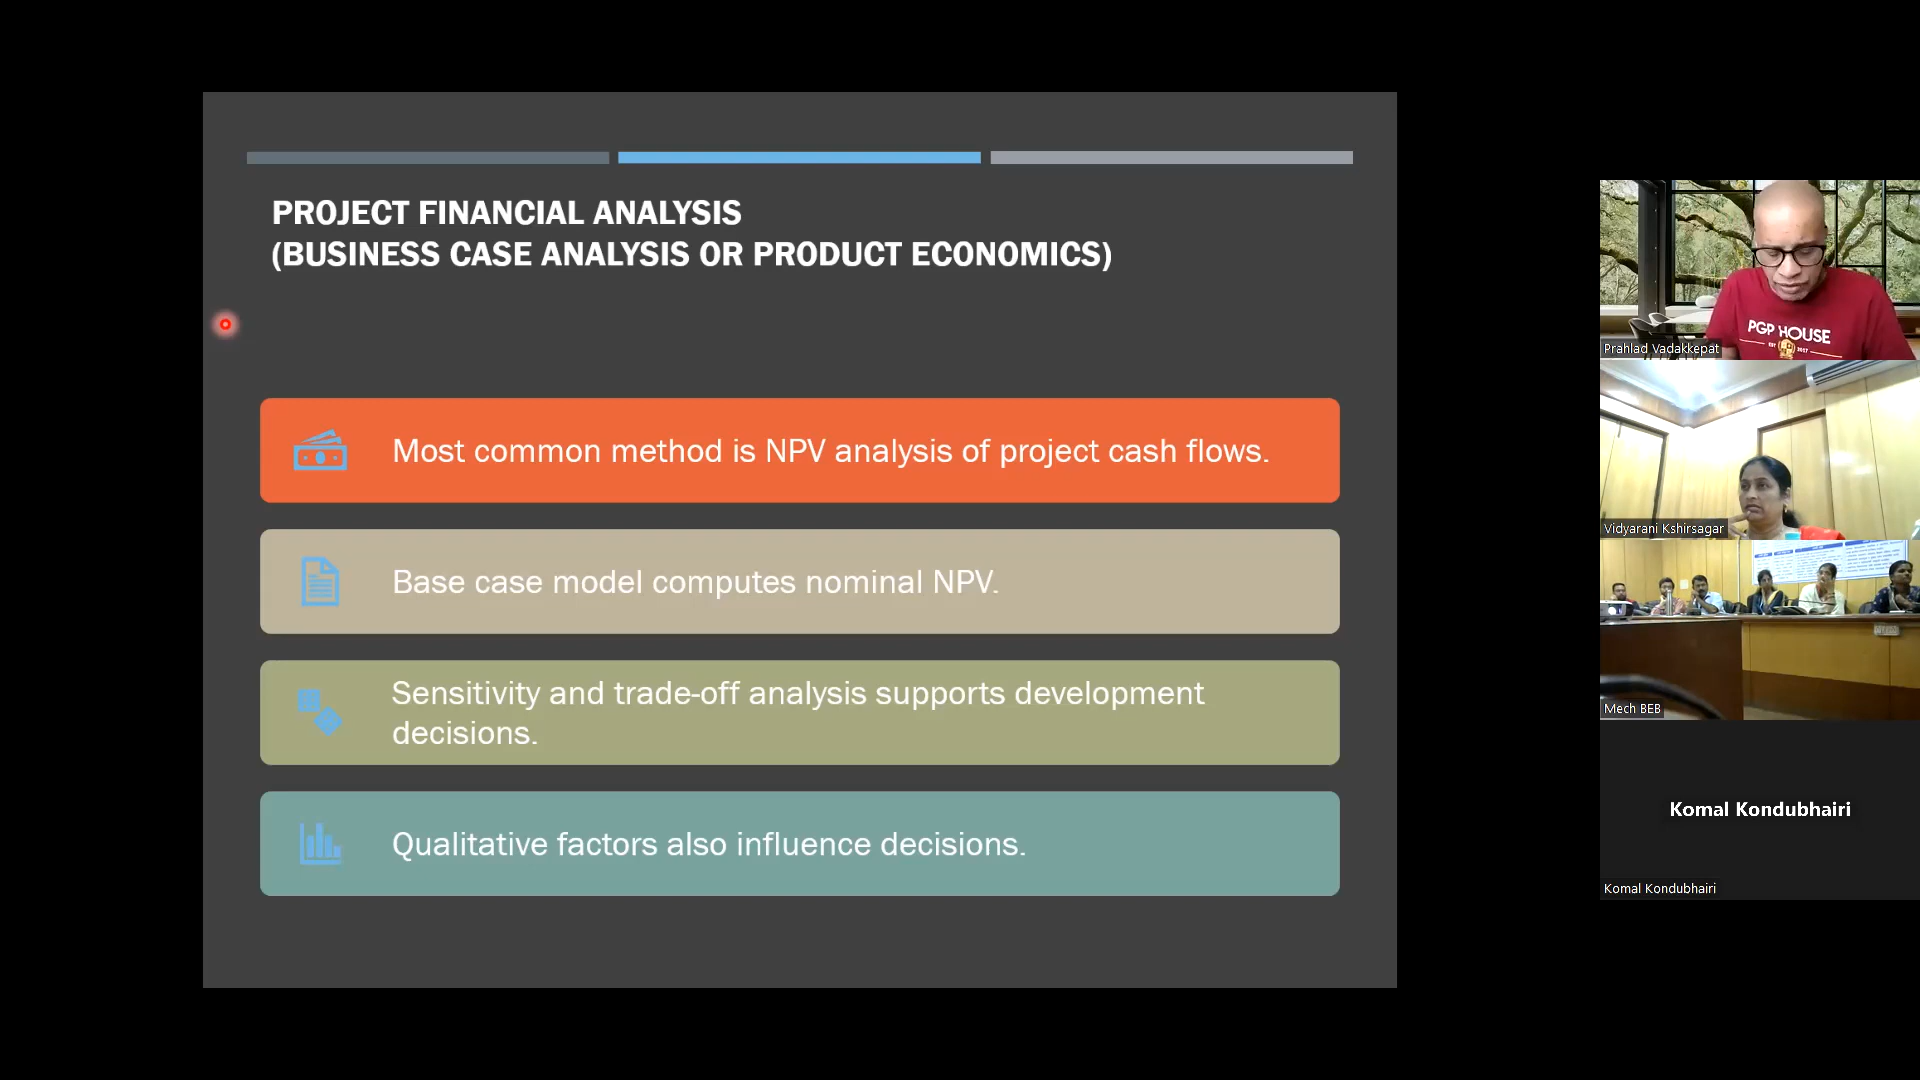 PROJECT FINANCIAL ANALYSIS
(BUSINESS CASE ANALYSIS OR PRODUCT ECONOMICS)
Most common method is NPV analysis of project cash flows.
Base case model computes nominal NPV.
Sensitivity and trade-off analysis supports development
decisions.
Qualitative factors also influence decisions.
PGP HOUSE
Prahlad Vadakkepat
Vidyarani Kshirsagar
Mech BEB
Komal Kondubhairi
Komal Kondubhairi